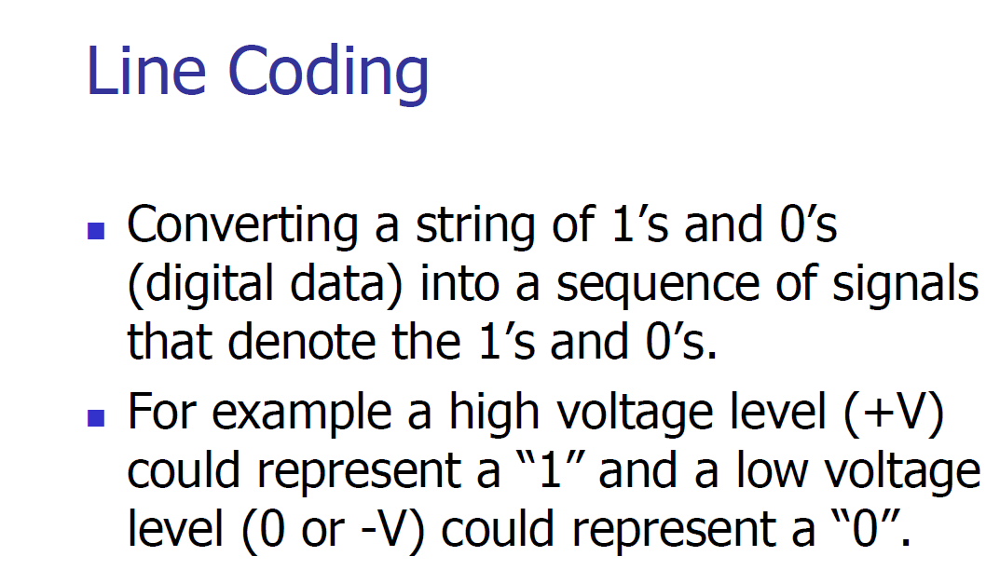 Line Coding
Converting a string of 1’s and 0’s
(digital data) into a sequence of signals
that denote the 1’s and 0’s.
For example a high voltage level (+V)
could represent a “1” and a low voltage
level (0 or -V) could represent a “0”.